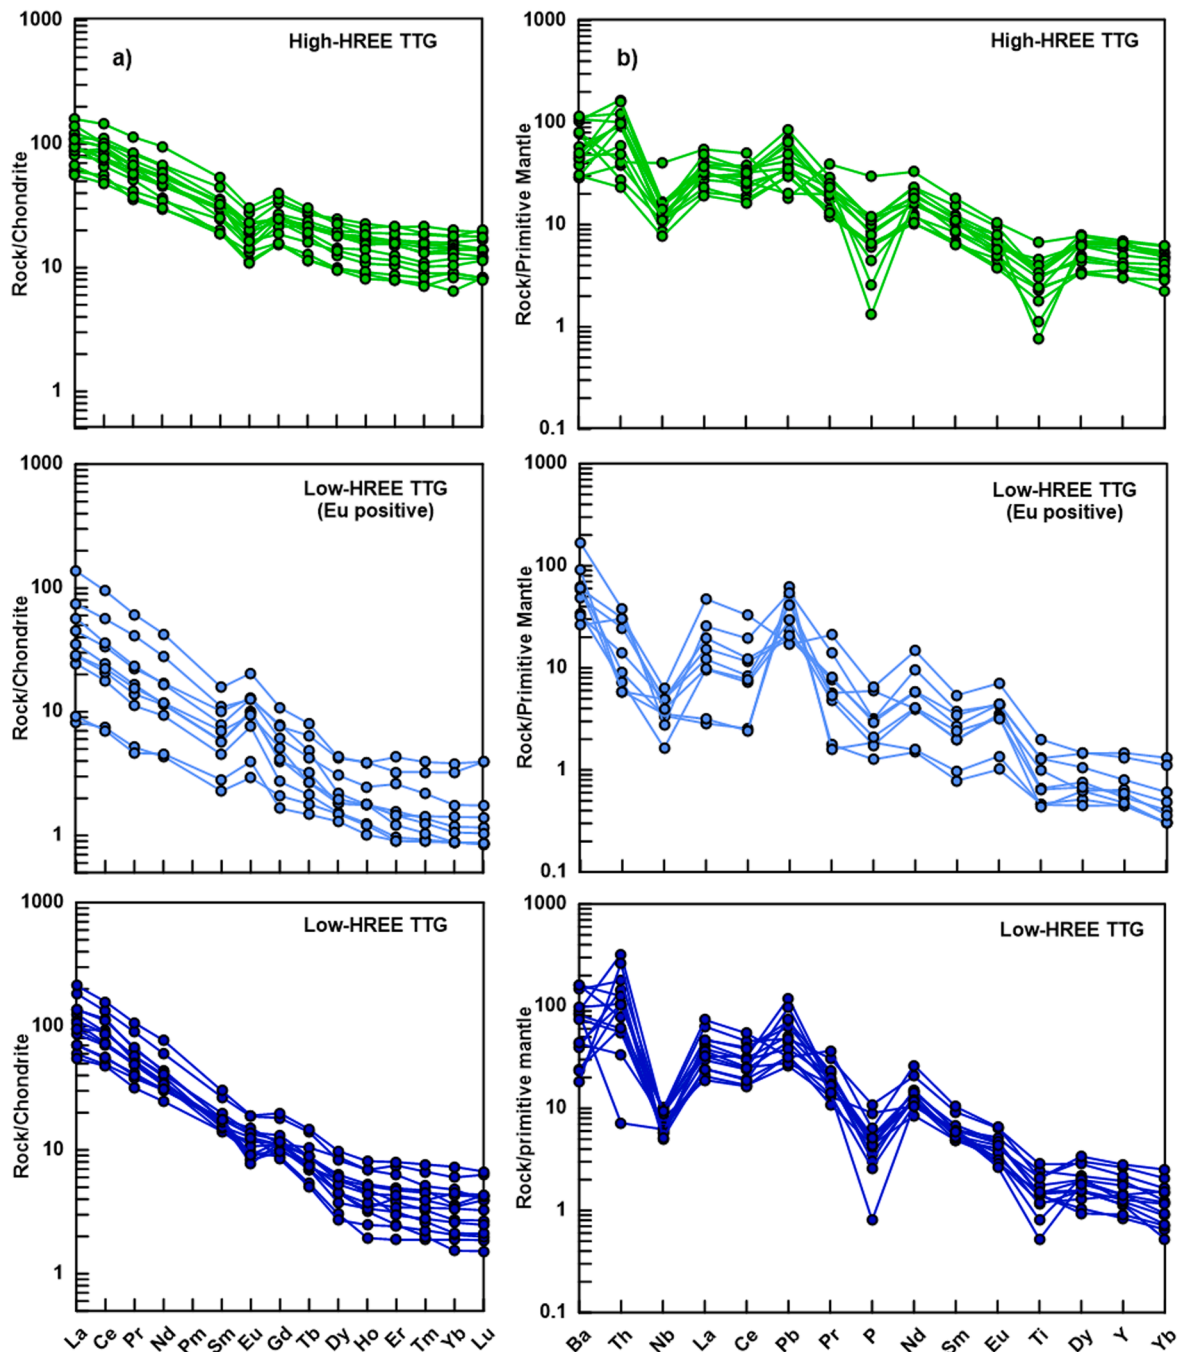 1000
High-HREE TTG
a)
100
10
1
Rock/Chondrite
1000
High-HREE TTG
b)
100
10
1
0.1
Rock/Primitive Mantle
1000
Low-HREE TTG
(Eu positive)
100
10
1
Rock/Chondrite
1000
Low-HREE TTG
(Eu positive)
100
10
1
0.1
Rock/Primitive Mantle
1000
Low-HREE TTG
100
10
1
Rock/Chondrite
La Ce Pr Nd Pm Sm Eu Gd Tb Dy Ho Er Tm Yb Lu
1000
Low-HREE TTG
100
10
1
0.1
Rock/primitive mantle
Ba Th Nb La Ce Pb Pr P Nd Sm Eu Ti Dy Y Yb